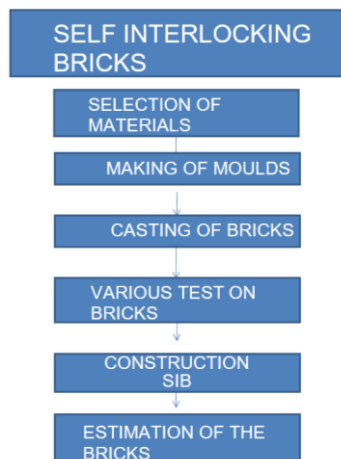 SELF INTERLOCKING
BRICKS
SELECTION OF
MATERIALS
MAKING OF MOULDS
CASTING OF BRICKS
VARIOUS TEST ON
BRICKS
CONSTRUCTION
SIB
ESTIMATION OF THE
BRICKS